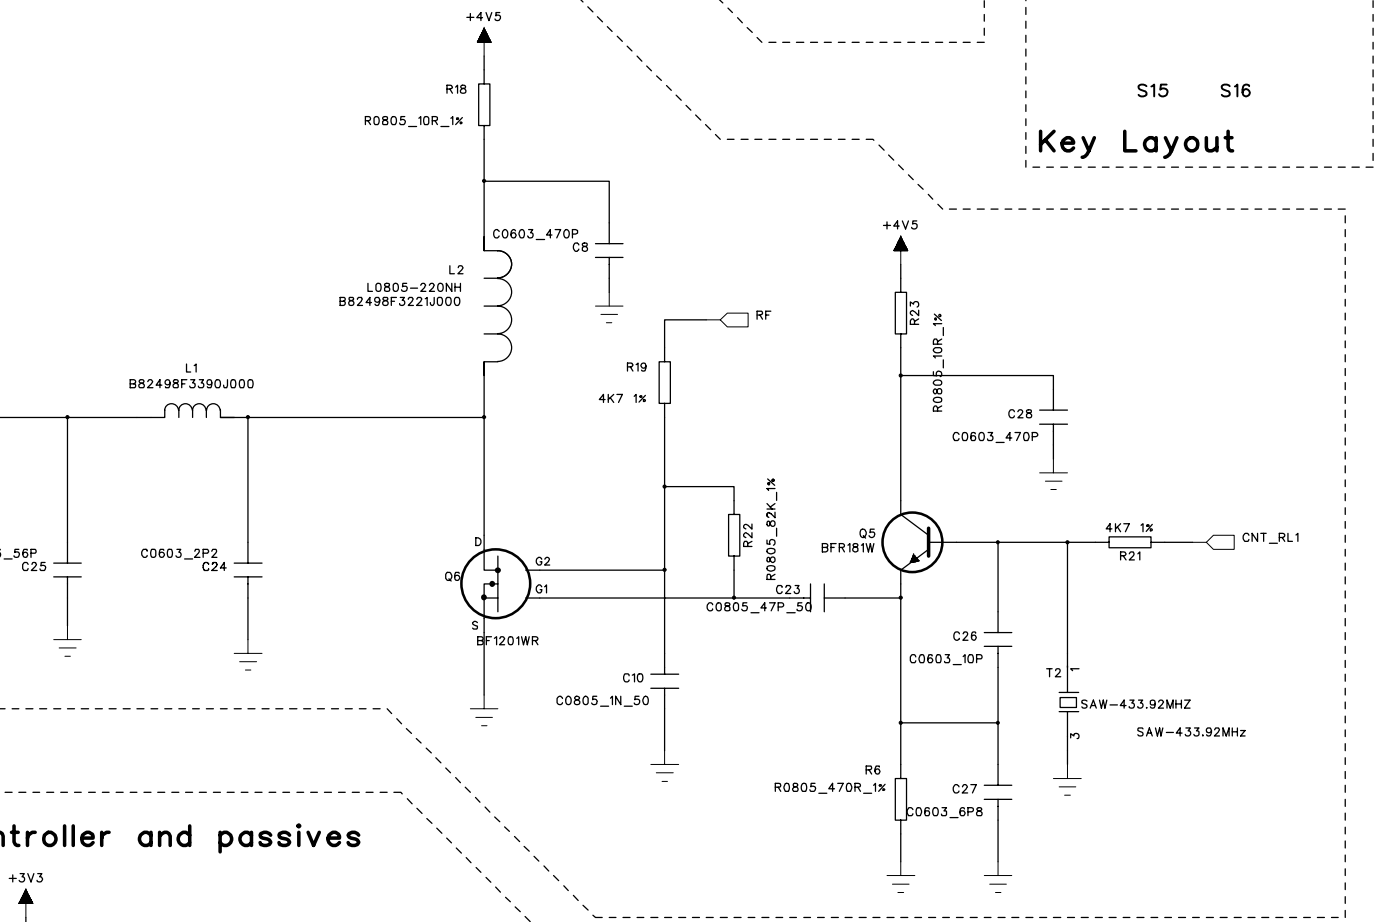 +4V5
R18
R0805_10R_1%
S15 S16
Key Layout
C0603_470P
C8
L2
L0805-220NH
B82498F3221J000
+4V5
RF
R23
R0805_10R_1%
L1
B82498F3390J000
R19
4K7 1%
C28
C0603_470P
R22
R0805_82K_1%
Q5
BFR181W
4K7 1%
R21
CNT_RL1
_56P
C25
C0603_2P2
C24
D
G2
Q6
G1
S
BF1201WR
C23
C0805_47P_50
C26
C0603_10P
C10
C0805_1N_50
T2
1
SAW-433.92MHZ
3
SAW-433.92MHz
R6
R0805_470R_1%
C27
C0603_6P8
ntroller and passives
+3V3